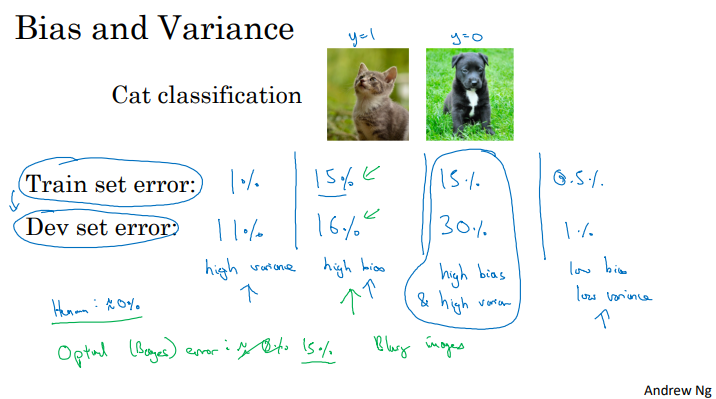 Bias and Variance
y=1 y=0
Cat classification
Train set error: 1% 15% 15% 0.5%
Dev set error: 11% 16% 30% 1%
high variance high bias high bias & high varian low bias low variance
Human: ≈0%
Optal (Bayes) error: ≈ 0% 15% Blury images
Andrew Ng